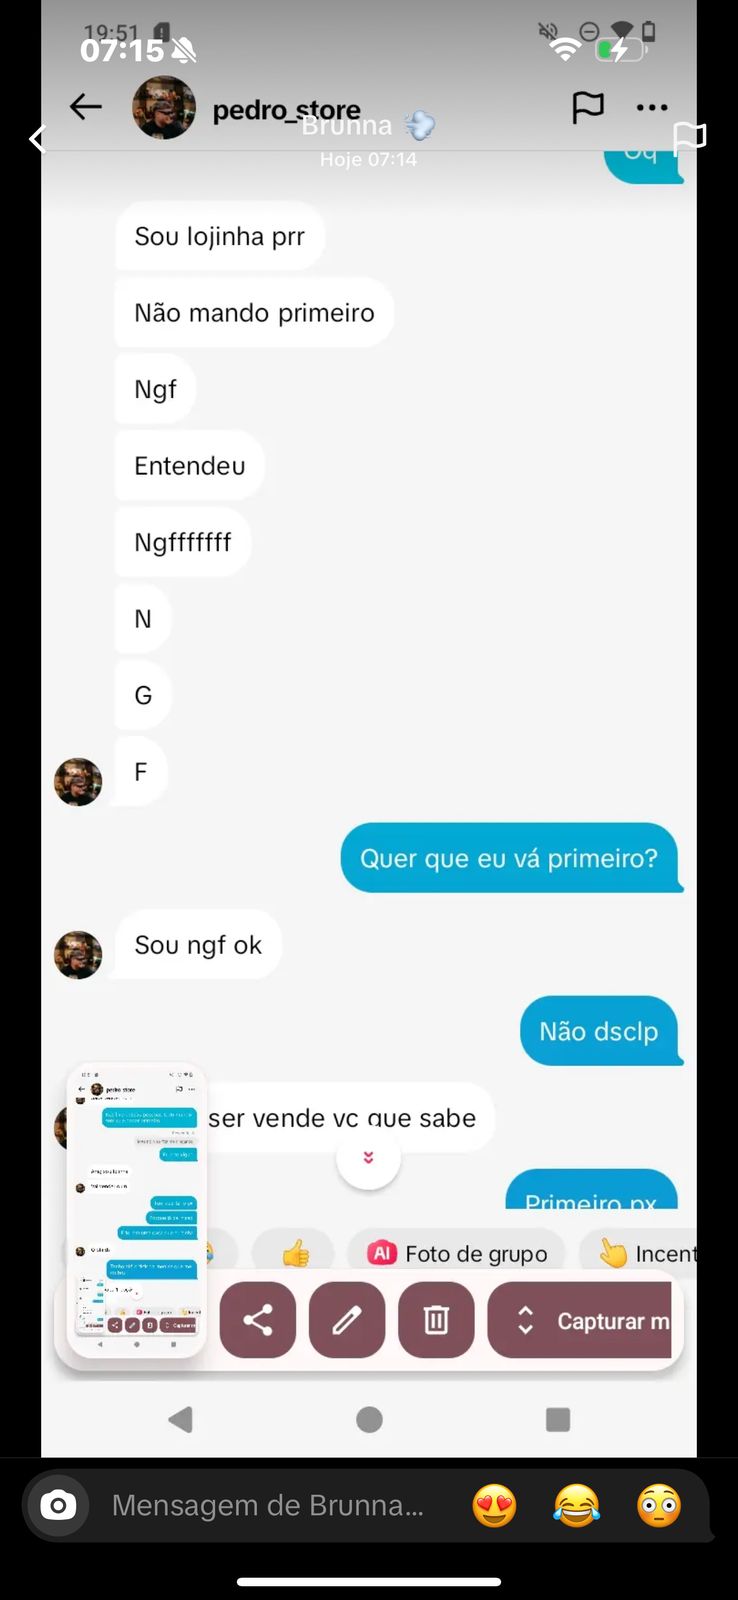 19:51
07:15
pedro_store
Brunna
Hoje 07:14
Oq
Sou lojinha prr
Não mando primeiro
Ngf
Entendeu
Ngfffffff
N
G
F
Quer que eu vá primeiro?
Sou ngf ok
Não dsclp
ser vende vc que sabe
Primeiro px
pedro_store
AI Foto de grupo
Incent
Capturar m
Mensagem de Brunna...